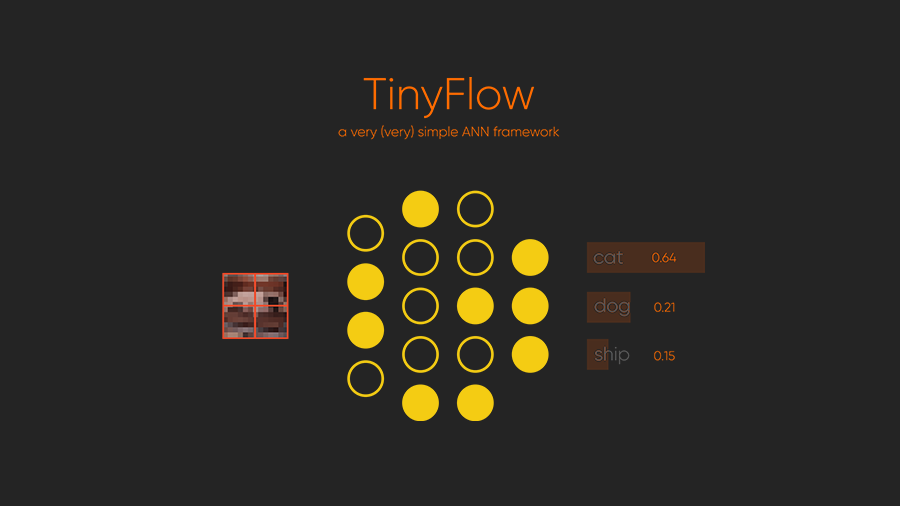 TinyFlow
a very (very) simple ANN framework
cat 0.64
dog 0.21
ship 0.15